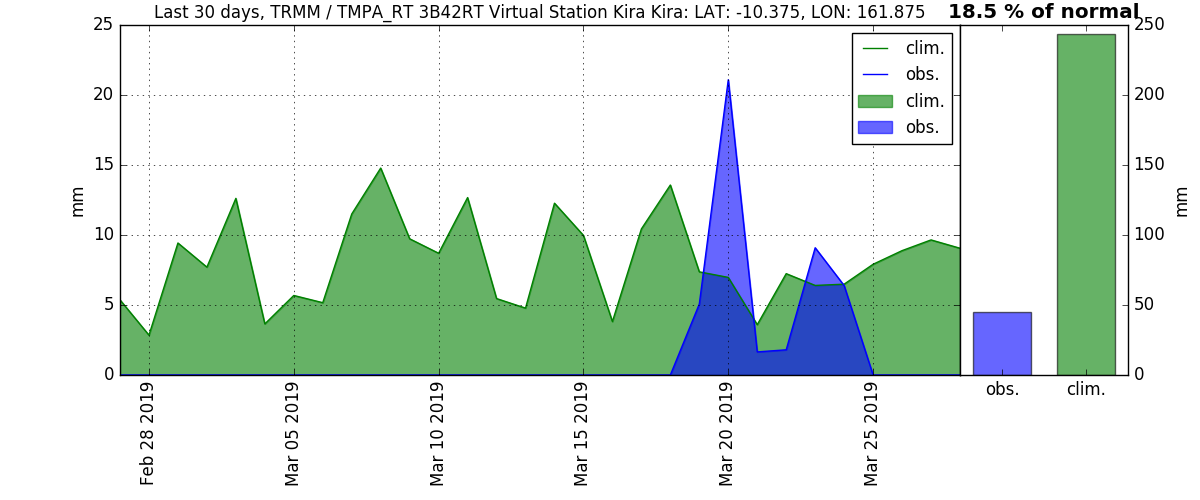 Last 30 days, TRMM / TMPA_RT 3B42RT Virtual Station Kira Kira: LAT: -10.375, LON: 161.875
18.5 % of normal
25
20
15
10
5
0
mm
clim.
obs.
clim.
obs.
Feb 28 2019
Mar 05 2019
Mar 10 2019
Mar 15 2019
Mar 20 2019
Mar 25 2019
250
200
150
100
50
0
mm
obs.
clim.